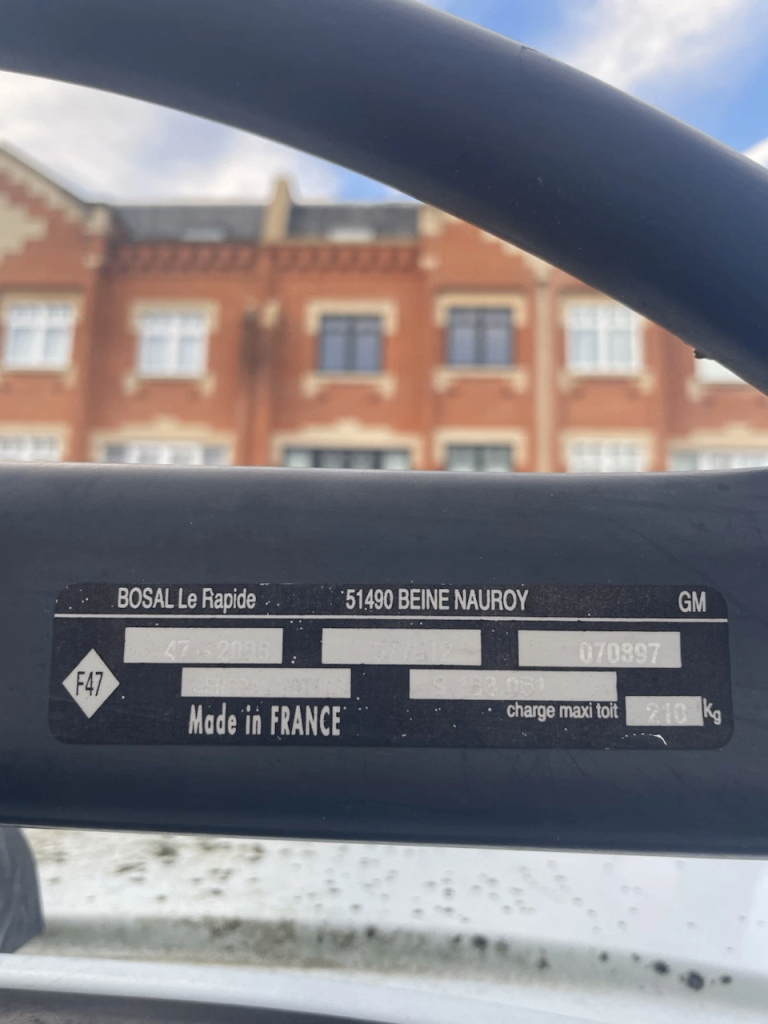 BOSAL Le Rapide 51490 BEINE NAUROY GM
070897
F47
Made in FRANCE
charge maxi toit 210 kg